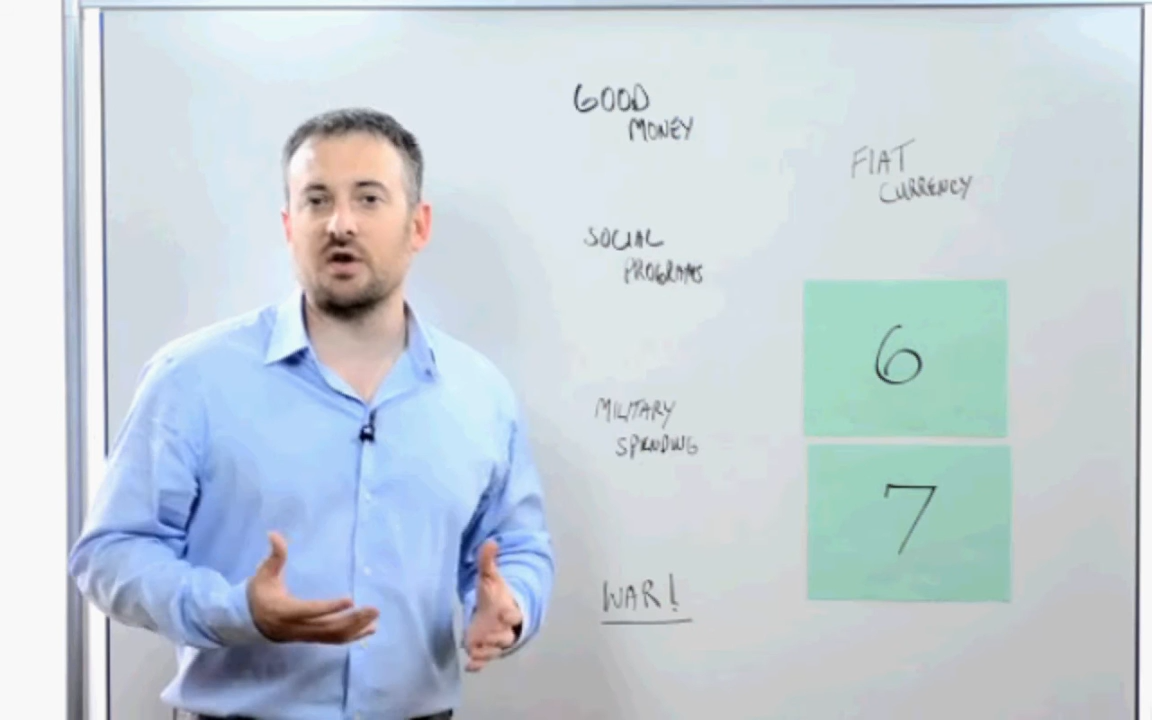 GOOD
MONEY
SOCIAL
PROGRAMS
MILITARY
SPENDING
WAR!
FIAT
CURRENCY
6
7